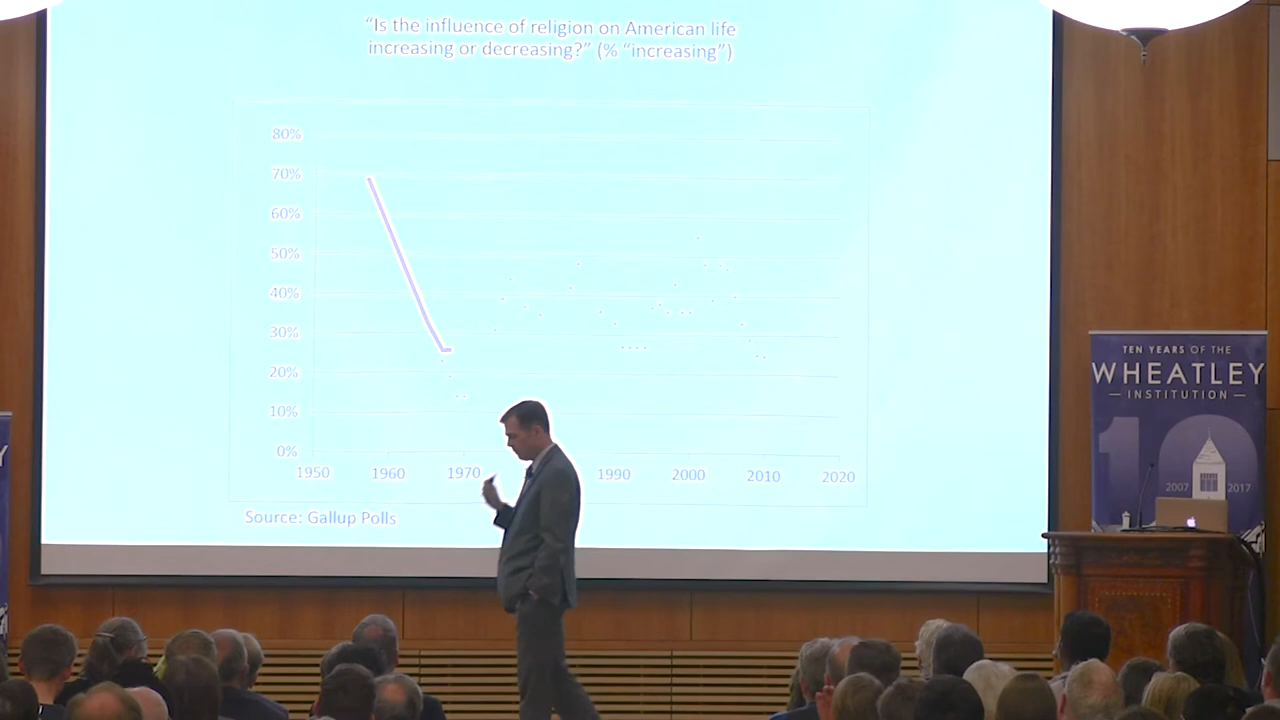 “Is the influence of religion on American life
increasing or decreasing?” (% “increasing”)
80%
70%
60%
50%
40%
30%
20%
10%
0%
1950 1960 1970 1990 2000 2010 2020
Source: Gallup Polls
TEN YEARS OF THE
WHEATLEY
— INSTITUTION —
10
2007 2017
Y